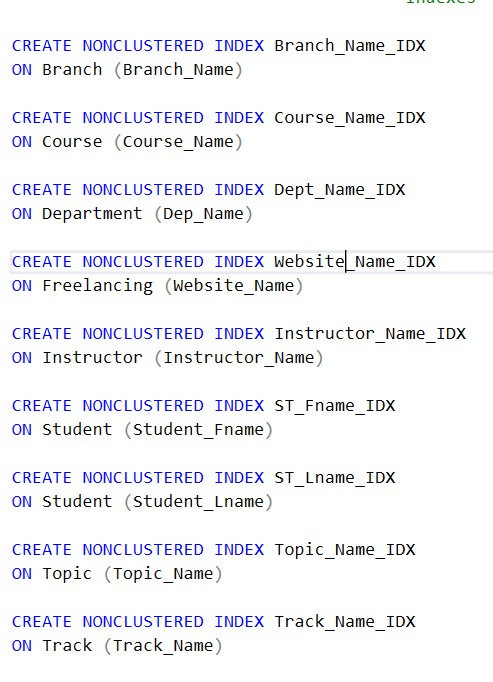 Indexes
CREATE NONCLUSTERED INDEX Branch_Name_IDX
ON Branch (Branch_Name)
CREATE NONCLUSTERED INDEX Course_Name_IDX
ON Course (Course_Name)
CREATE NONCLUSTERED INDEX Dept_Name_IDX
ON Department (Dep_Name)
CREATE NONCLUSTERED INDEX Website_Name_IDX
ON Freelancing (Website_Name)
CREATE NONCLUSTERED INDEX Instructor_Name_IDX
ON Instructor (Instructor_Name)
CREATE NONCLUSTERED INDEX ST_Fname_IDX
ON Student (Student_Fname)
CREATE NONCLUSTERED INDEX ST_Lname_IDX
ON Student (Student_Lname)
CREATE NONCLUSTERED INDEX Topic_Name_IDX
ON Topic (Topic_Name)
CREATE NONCLUSTERED INDEX Track_Name_IDX
ON Track (Track_Name)